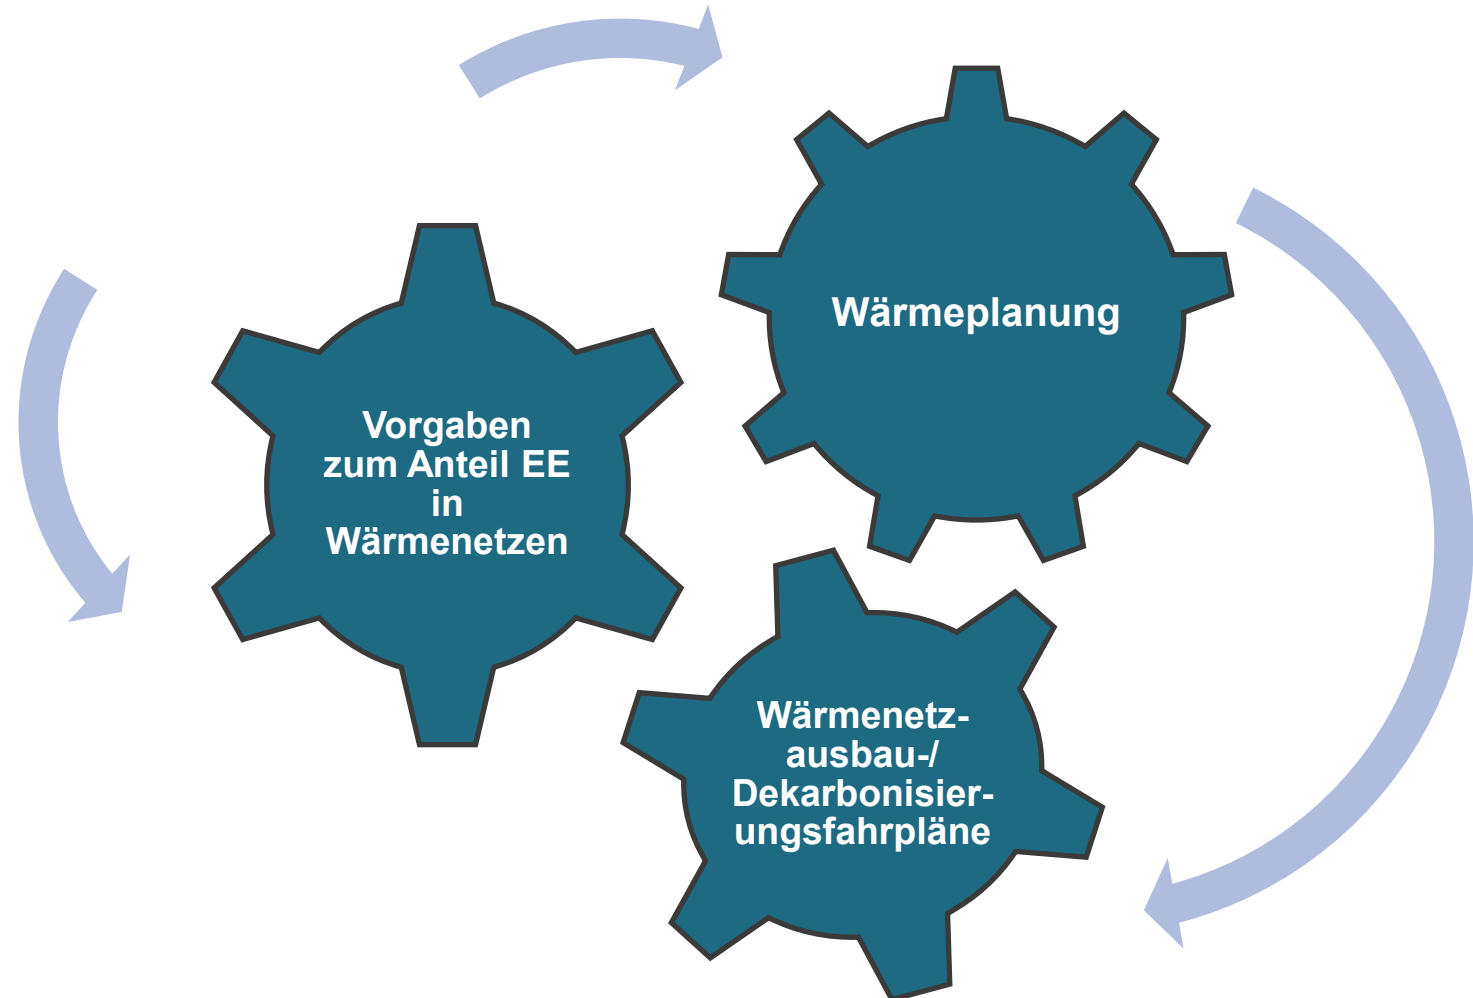 Wärmeplanung
Vorgaben
zum Anteil EE
in
Wärmenetzen
Wärmenetz-
ausbau-/
Dekarbonisier-
ungsfahrpläne